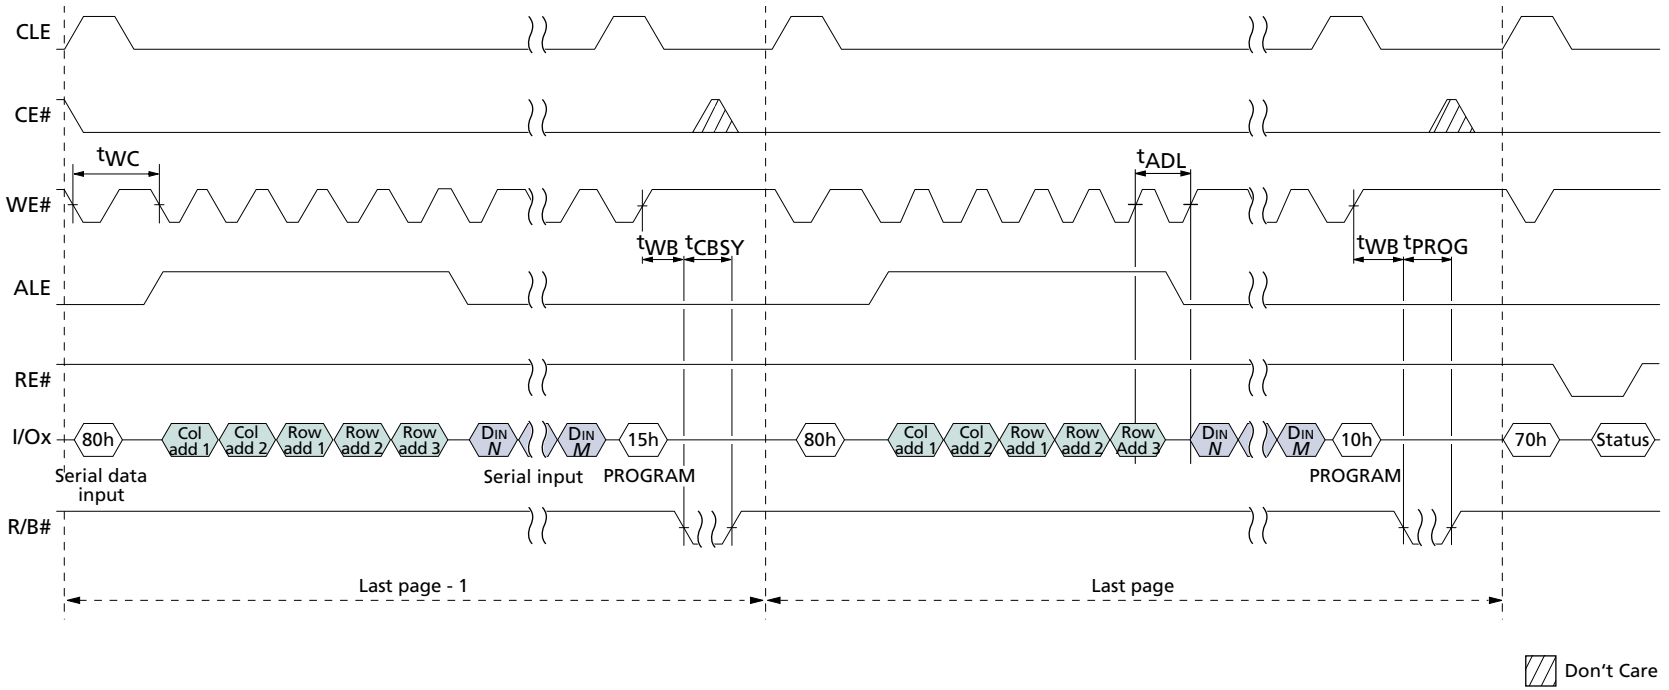 CLE
CE#
tWC
tADL
WE#
tWB tCBSY
tWB tPROG
ALE
RE#
I/Ox
80h
Col add 1
Col add 2
Row add 1
Row add 2
Row add 3
DIN N
DIN M
15h
80h
Col add 1
Col add 2
Row add 1
Row add 2
Row Add 3
DIN N
DIN M
10h
70h
Status
Serial data input
Serial input
PROGRAM
PROGRAM
R/B#
Last page - 1
Last page
Don't Care